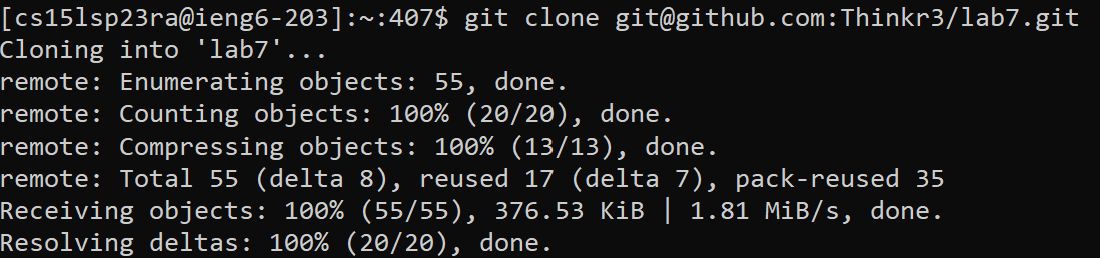 [cs15lsp23ra@ieng6-203]:~:407$ git clone git@github.com:Thinkr3/lab7.git
Cloning into 'lab7'...
remote: Enumerating objects: 55, done.
remote: Counting objects: 100% (20/20), done.
remote: Compressing objects: 100% (13/13), done.
remote: Total 55 (delta 8), reused 17 (delta 7), pack-reused 35
Receiving objects: 100% (55/55), 376.53 KiB | 1.81 MiB/s, done.
Resolving deltas: 100% (20/20), done.